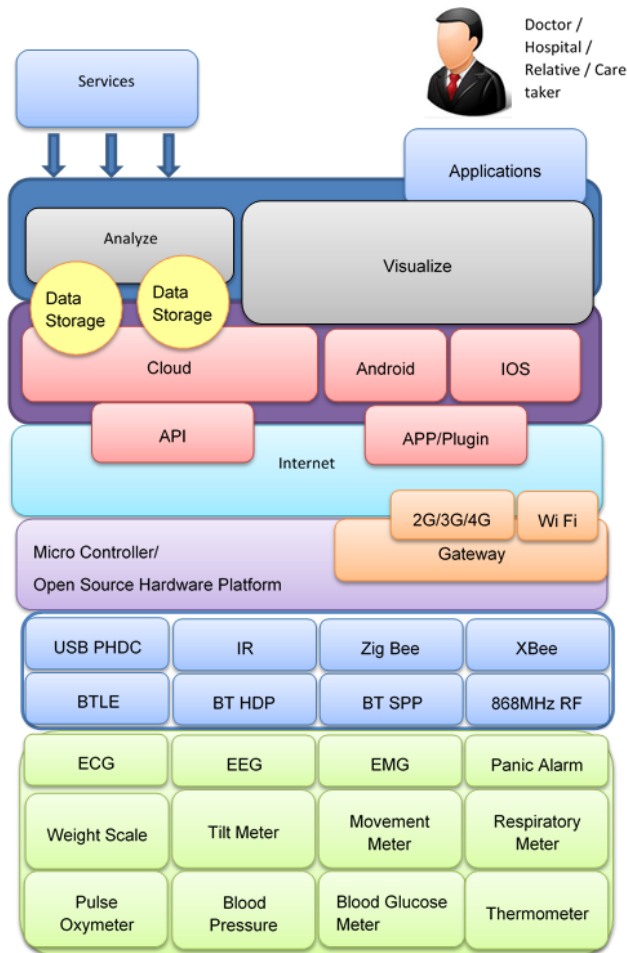 Doctor /
Hospital /
Relative / Care
taker
Services
Applications
Analyze
Visualize
Data
Storage
Data
Storage
Cloud
Android
IOS
API
APP/Plugin
Internet
2G/3G/4G
Wi Fi
Gateway
Micro Controller/
Open Source Hardware Platform
USB PHDC
IR
Zig Bee
XBee
BTLE
BT HDP
BT SPP
868MHz RF
ECG
EEG
EMG
Panic Alarm
Weight Scale
Tilt Meter
Movement
Meter
Respiratory
Meter
Pulse
Oxymeter
Blood
Pressure
Blood Glucose
Meter
Thermometer